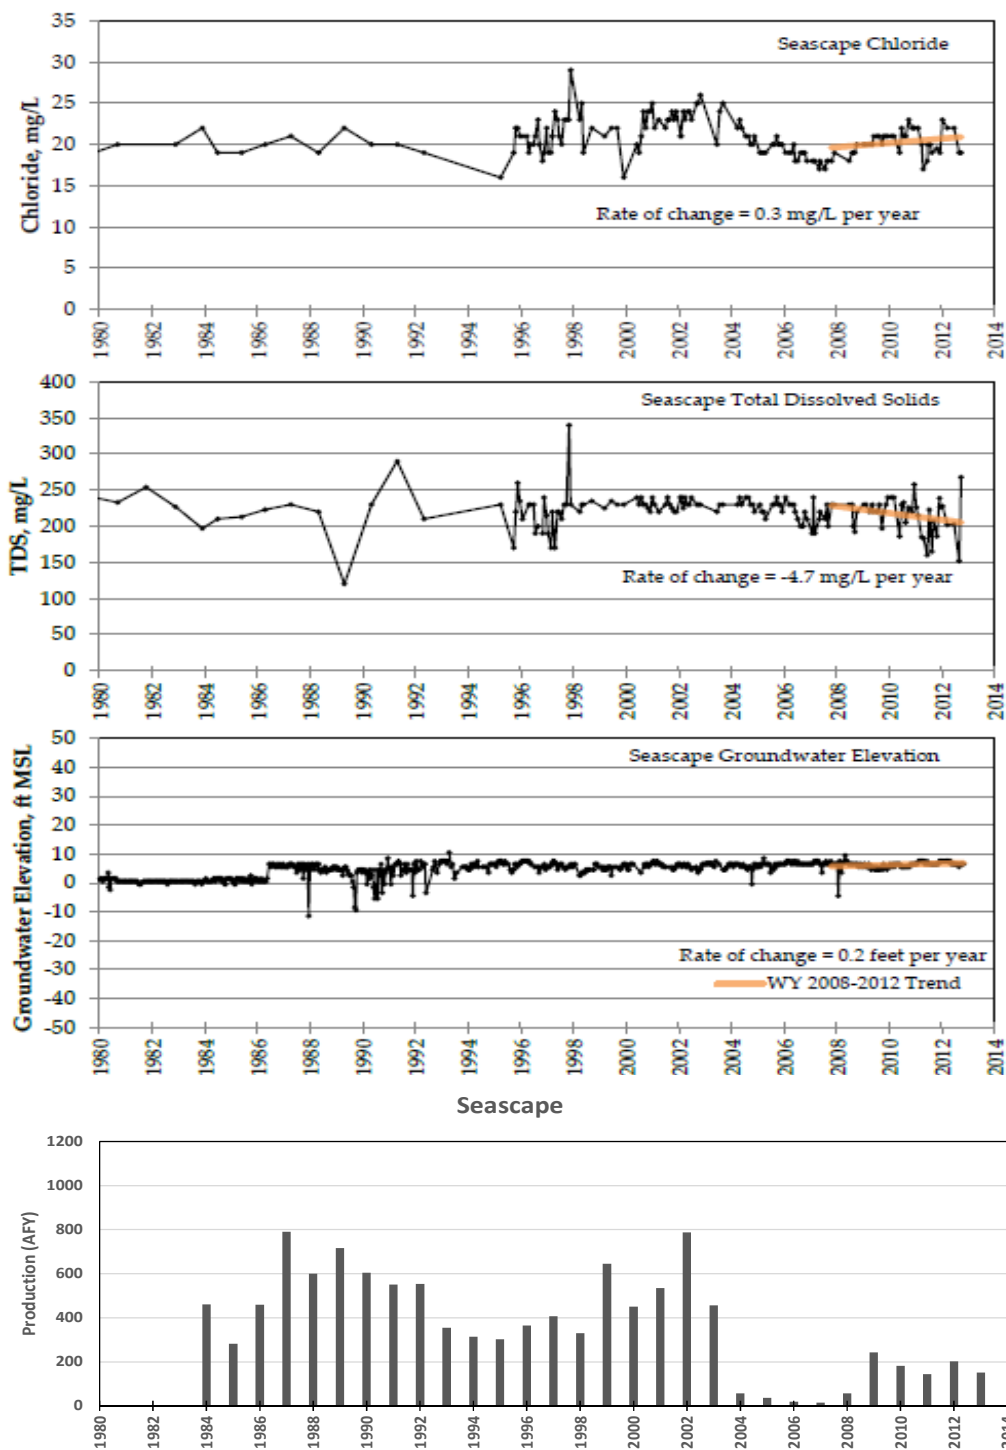 35
Seascape Chloride
30
25
20
15
10
5
0
Chloride, mg/L
Rate of change = 0.3 mg/L per year
1980 1982 1984 1986 1988 1990 1992 1994 1996 1998 2000 2002 2004 2006 2008 2010 2012 2014
400
Seascape Total Dissolved Solids
350
300
250
200
150
100
50
0
TDS, mg/L
Rate of change = -4.7 mg/L per year
1980 1982 1984 1986 1988 1990 1992 1994 1996 1998 2000 2002 2004 2006 2008 2010 2012 2014
50
Seascape Groundwater Elevation
40
30
20
10
0
-10
-20
-30
-40
-50
Groundwater Elevation, ft MSL
Rate of change = 0.2 feet per year
WY 2008-2012 Trend
1980 1982 1984 1986 1988 1990 1992 1994 1996 1998 2000 2002 2004 2006 2008 2010 2012 2014
Seascape
1200
1000
800
600
400
200
0
Production (AFY)
1980 1982 1984 1986 1988 1990 1992 1994 1996 1998 2000 2002 2004 2006 2008 2010 2012 2014